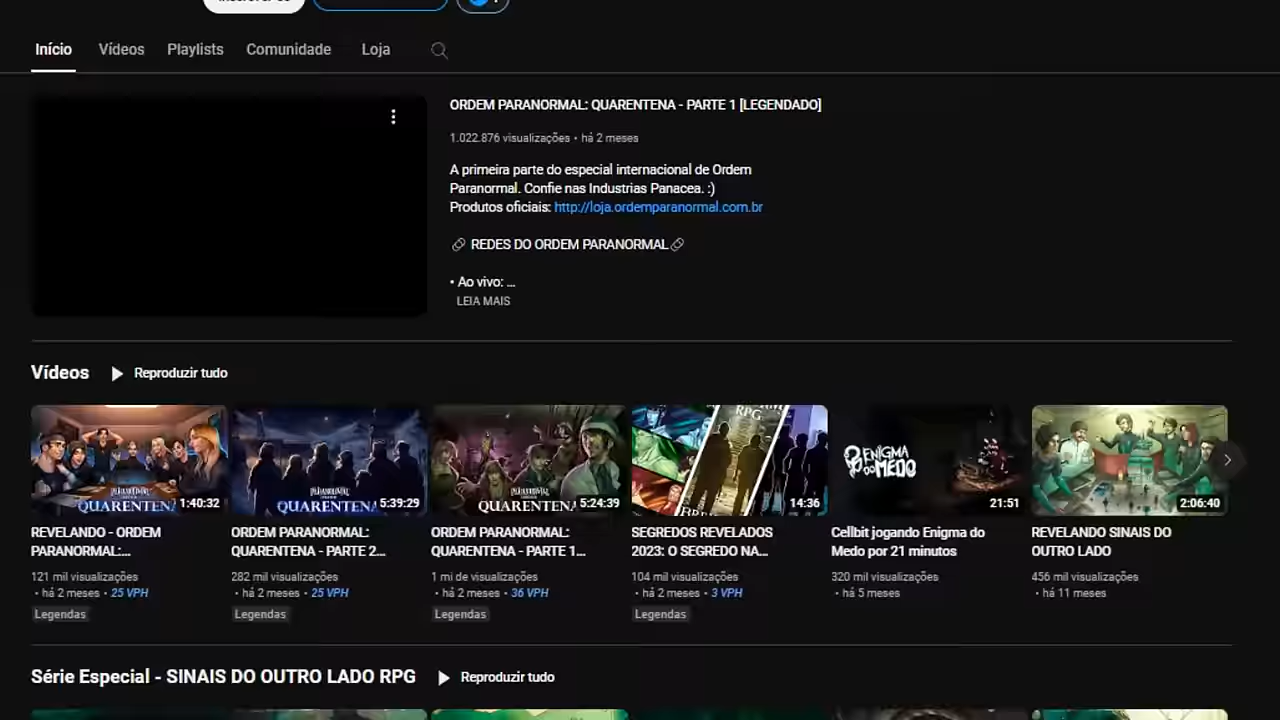 Início Vídeos Playlists Comunidade Loja
ORDEM PARANORMAL: QUARENTENA - PARTE 1 [LEGENDADO]
1.022.876 visualizações • há 2 meses
A primeira parte do especial internacional de Ordem
Paranormal. Confie nas Industrias Panacea. :)
Produtos oficiais: http://loja.ordemparanormal.com.br
REDES DO ORDEM PARANORMAL
• Ao vivo: ...
LEIA MAIS
Vídeos Reproduzir tudo
QUARENTENA 1:40:32
QUARENTENA 5:39:29
QUARENTENA 5:24:39
RPG
14:36
ENIGMA
DO MEDO
21:51
2:06:40
REVELANDO - ORDEM
PARANORMAL:...
121 mil visualizações
• há 2 meses • 25 VPH
Legendas
ORDEM PARANORMAL:
QUARENTENA - PARTE 2...
282 mil visualizações
• há 2 meses • 25 VPH
Legendas
ORDEM PARANORMAL:
QUARENTENA - PARTE 1...
1 mi de visualizações
• há 2 meses • 36 VPH
Legendas
SEGREDOS REVELADOS
2023: O SEGREDO NA...
104 mil visualizações
• há 2 meses • 3 VPH
Legendas
Cellbit jogando Enigma do
Medo por 21 minutos
320 mil visualizações
• há 5 meses
REVELANDO SINAIS DO
OUTRO LADO
456 mil visualizações
• há 11 meses
Série Especial - SINAIS DO OUTRO LADO RPG Reproduzir tudo